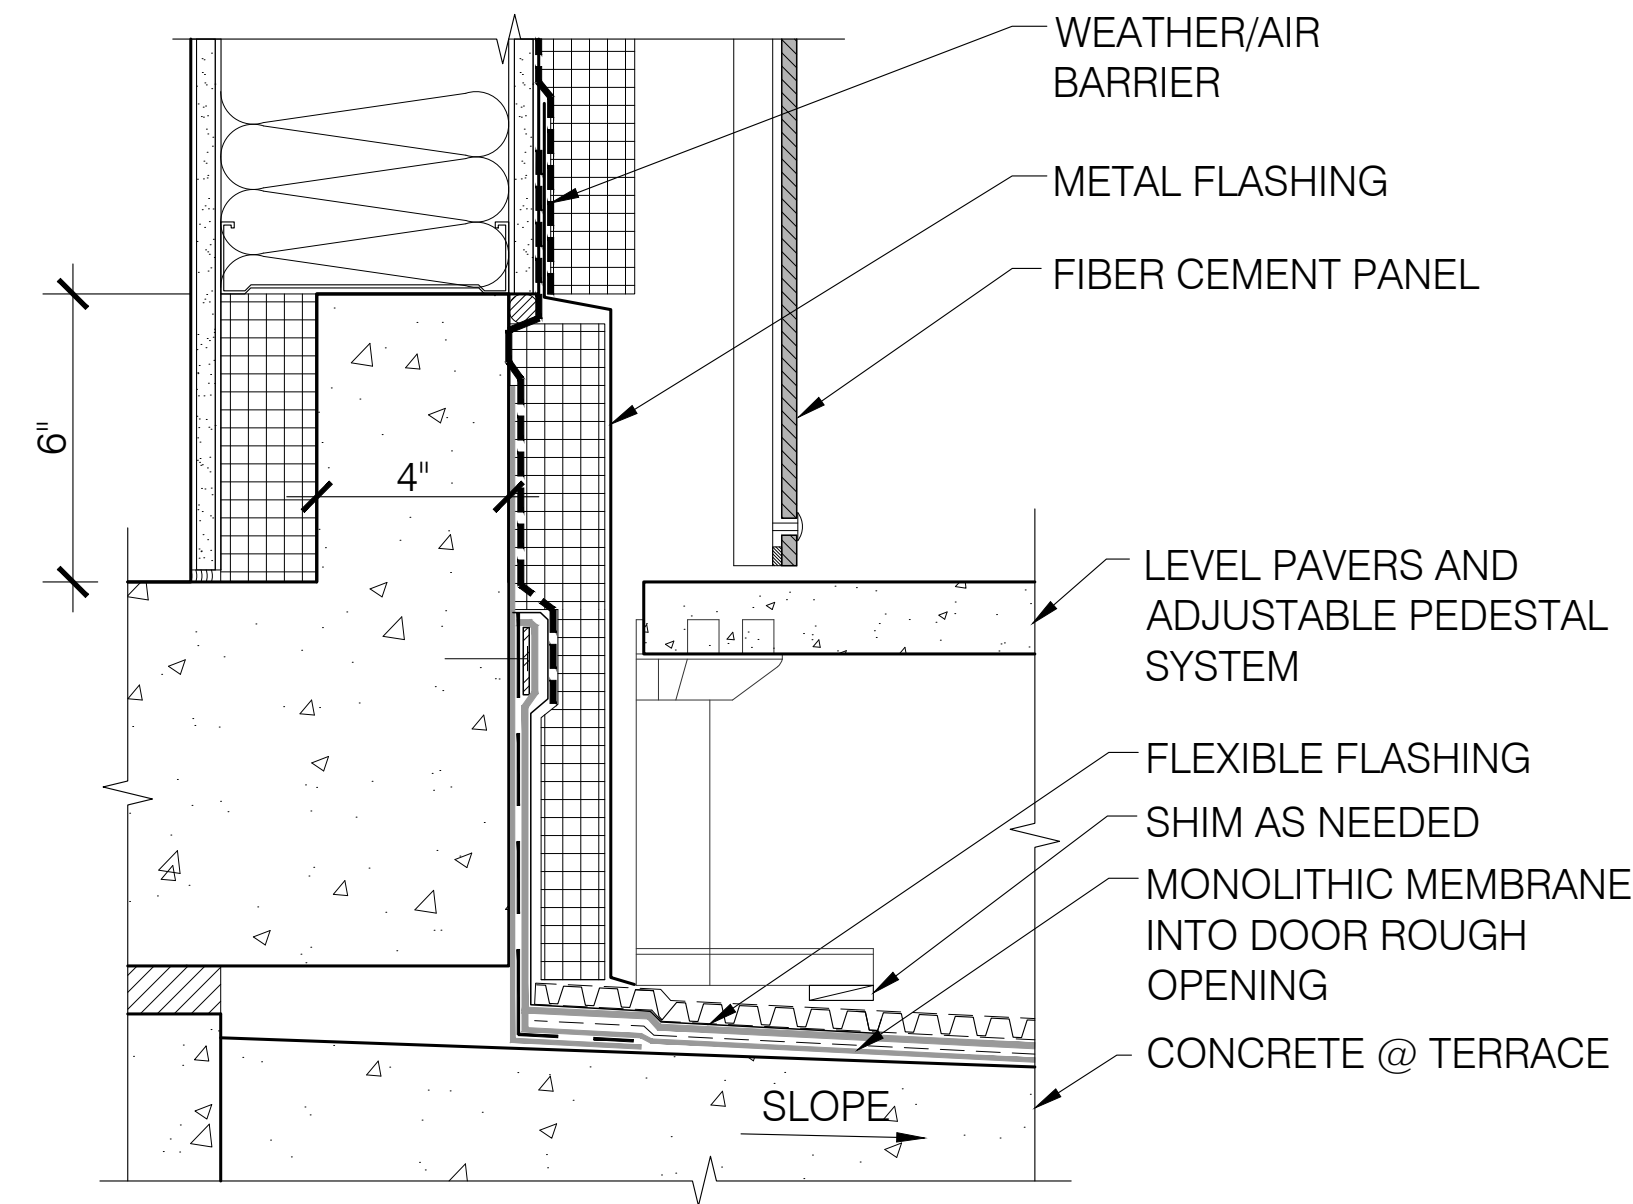 WEATHER/AIR
BARRIER
METAL FLASHING
FIBER CEMENT PANEL
6"
4"
LEVEL PAVERS AND
ADJUSTABLE PEDESTAL
SYSTEM
FLEXIBLE FLASHING
SHIM AS NEEDED
MONOLITHIC MEMBRANE
INTO DOOR ROUGH
OPENING
CONCRETE @ TERRACE
SLOPE